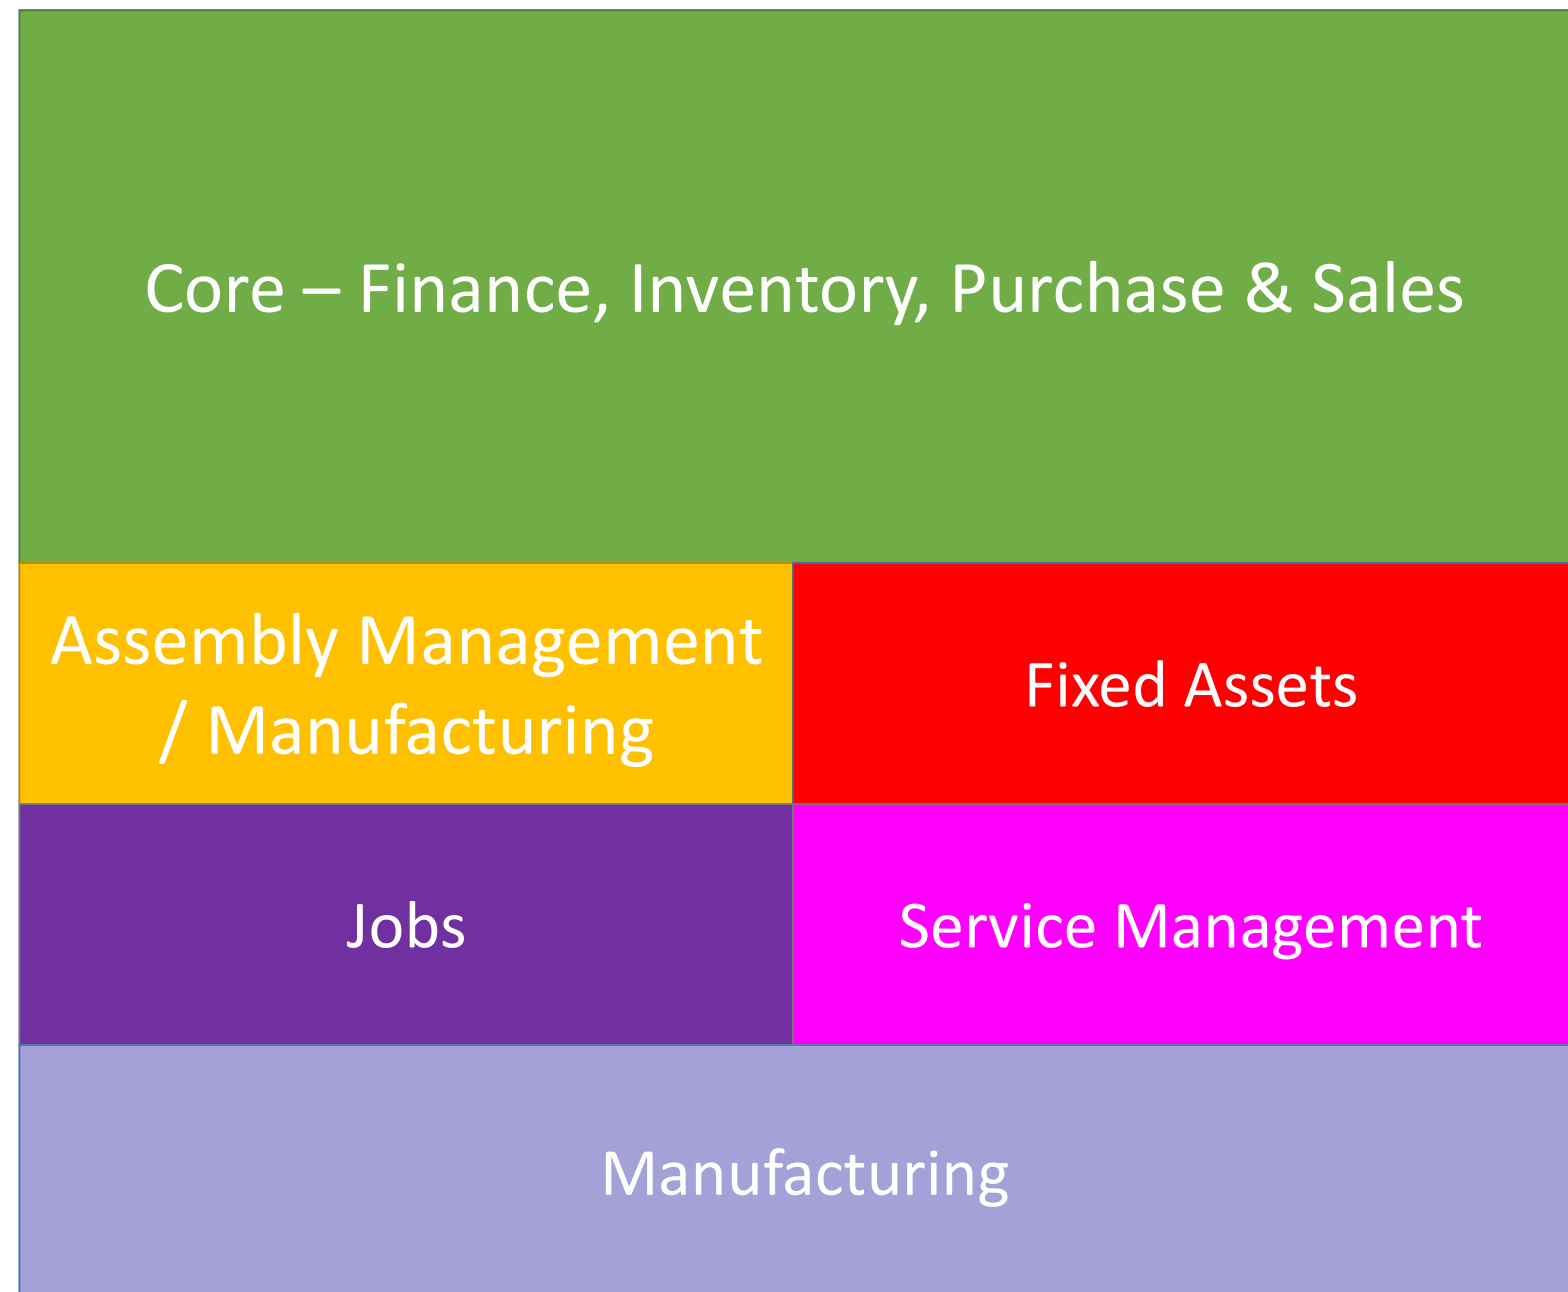 Core – Finance, Inventory, Purchase & Sales
Assembly Management
/ Manufacturing
Fixed Assets
Jobs
Service Management
Manufacturing